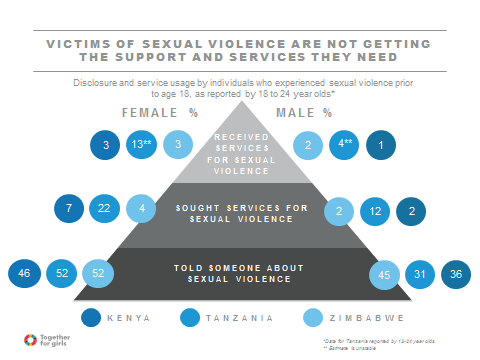 VICTIMS OF SEXUAL VIOLENCE ARE NOT GETTING
THE SUPPORT AND SERVICES THEY NEED
Disclosure and service usage by individuals who experienced sexual violence prior
to age 18, as reported by 18 to 24 year olds*
FEMALE % MALE %
RECEIVED
SERVICES
FOR SEXUAL
VIOLENCE
3 13** 3 2 4** 1
SOUGHT SERVICES FOR
SEXUAL VIOLENCE
7 22 4 2 12 2
TOLD SOMEONE ABOUT
SEXUAL VIOLENCE
46 52 52 45 31 36
KENYA TANZANIA ZIMBABWE
Together
for girls
*Data for Tanzania reported by 13-24 year olds
** Estimate is unstable